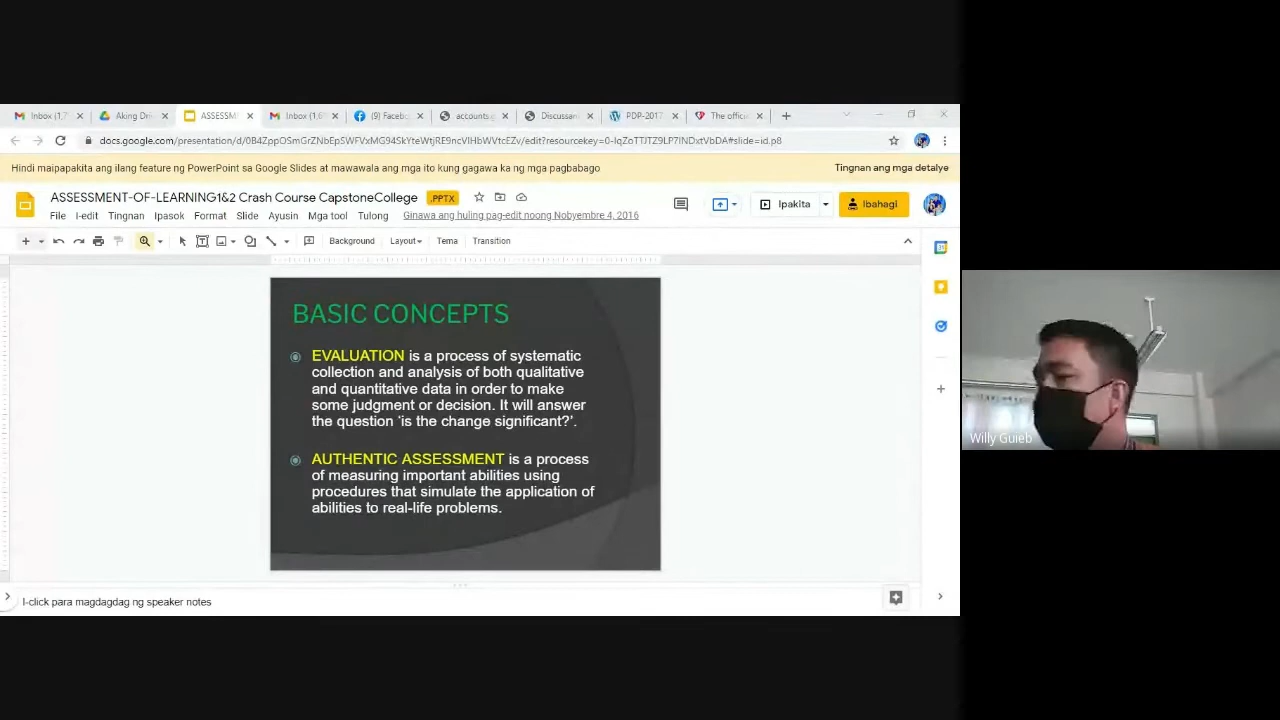 Inbox (1,7
Aking Dri
ASSESSM
Inbox (1,6
(9) Facebo
accounts.g
Discussan
PDP-2017
The offici
docs.google.com/presentation/d/0B4ZppOSmGrZNbEpSWFVxMG94SkYteWtjRE9ncVlHbWVtcEZv/edit?resourcekey=0-IqZoTTJTZ9LP7INDxtVbDA#slide=id.p8
Hindi maipapakita ang ilang feature ng PowerPoint sa Google Slides at mawawala ang mga ito kung gagawa ka ng mga pagbabago
Tingnan ang mga detalye
ASSESSMENT-OF-LEARNING1&2 Crash Course CapstoneCollege .PPTX
Ipakita
Ibahagi
File I-edit Tingnan Ipasok Format Slide Ayusin Mga tool Tulong Ginawa ang huling pag-edit noong Nobyembre 4, 2016
Background Layout Tema Transition
BASIC CONCEPTS
EVALUATION is a process of systematic
collection and analysis of both qualitative
and quantitative data in order to make
some judgment or decision. It will answer
the question ‘is the change significant?’.
AUTHENTIC ASSESSMENT is a process
of measuring important abilities using
procedures that simulate the application of
abilities to real-life problems.
I-click para magdagdag ng speaker notes
Willy Guieb